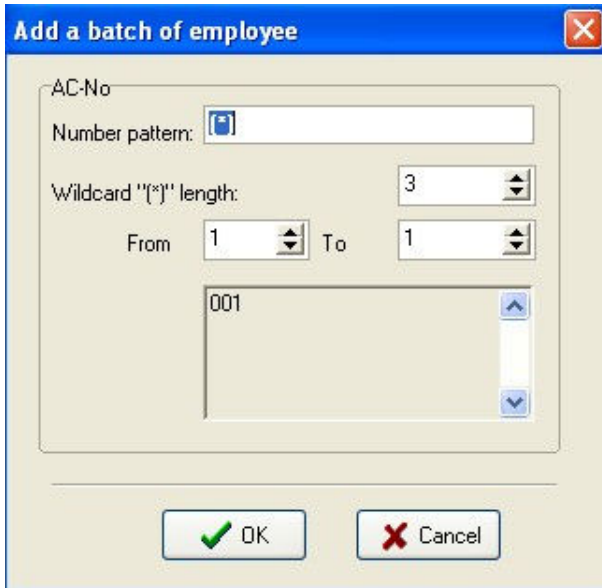 Add a batch of employee
AC-No
Number pattern: (*)
Wildcard "(*)" length: 3
From 1 To 1
001
OK Cancel